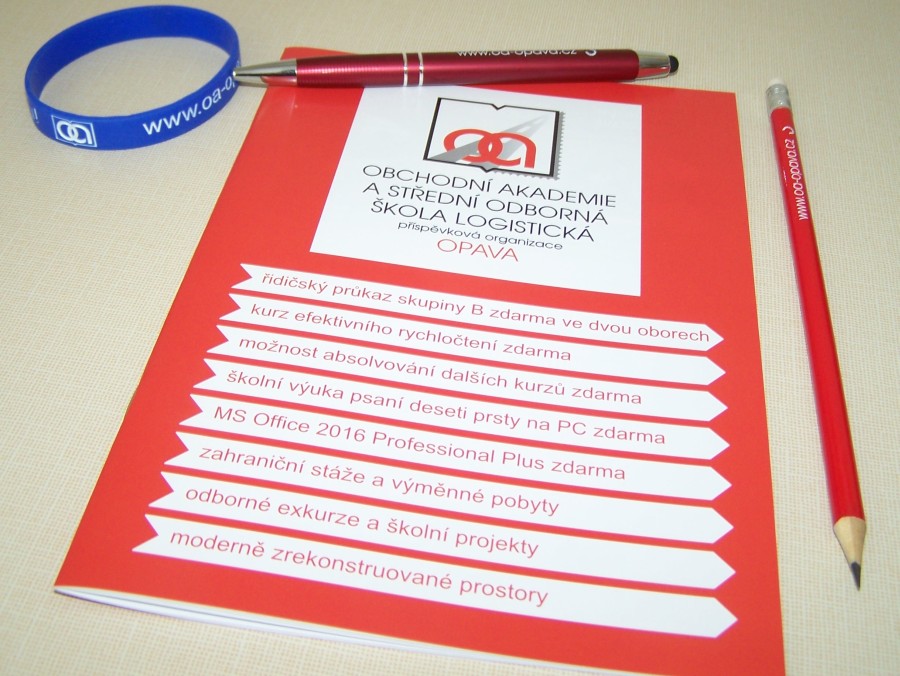 www.oa-opava.cz
www.oa-
oa
www.oa-opava.cz
oa
OBCHODNÍ AKADEMIE
A STŘEDNÍ ODBORNÁ
ŠKOLA LOGISTICKÁ
příspěvková organizace
OPAVA
řidičský průkaz skupiny B zdarma ve dvou oborech
kurz efektivního rychločtení zdarma
možnost absolvování dalších kurzů zdarma
školní výuka psaní deseti prsty na PC zdarma
MS Office 2016 Professional Plus zdarma
zahraniční stáže a výměnné pobyty
odborné exkurze a školní projekty
moderně zrekonstruované prostory